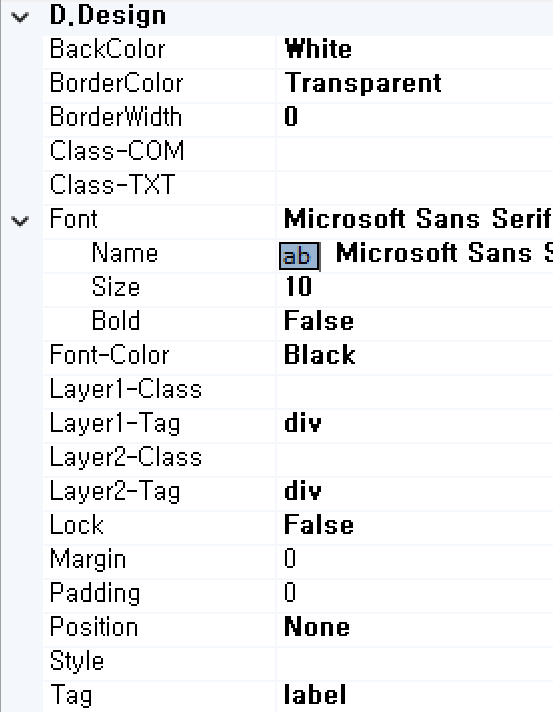 D.Design
BackColor White
BorderColor Transparent
BorderWidth 0
Class-COM
Class-TXT
Font Microsoft Sans Serif
Name ab Microsoft Sans S
Size 10
Bold False
Font-Color Black
Layer1-Class
Layer1-Tag div
Layer2-Class
Layer2-Tag div
Lock False
Margin 0
Padding 0
Position None
Style
Tag label